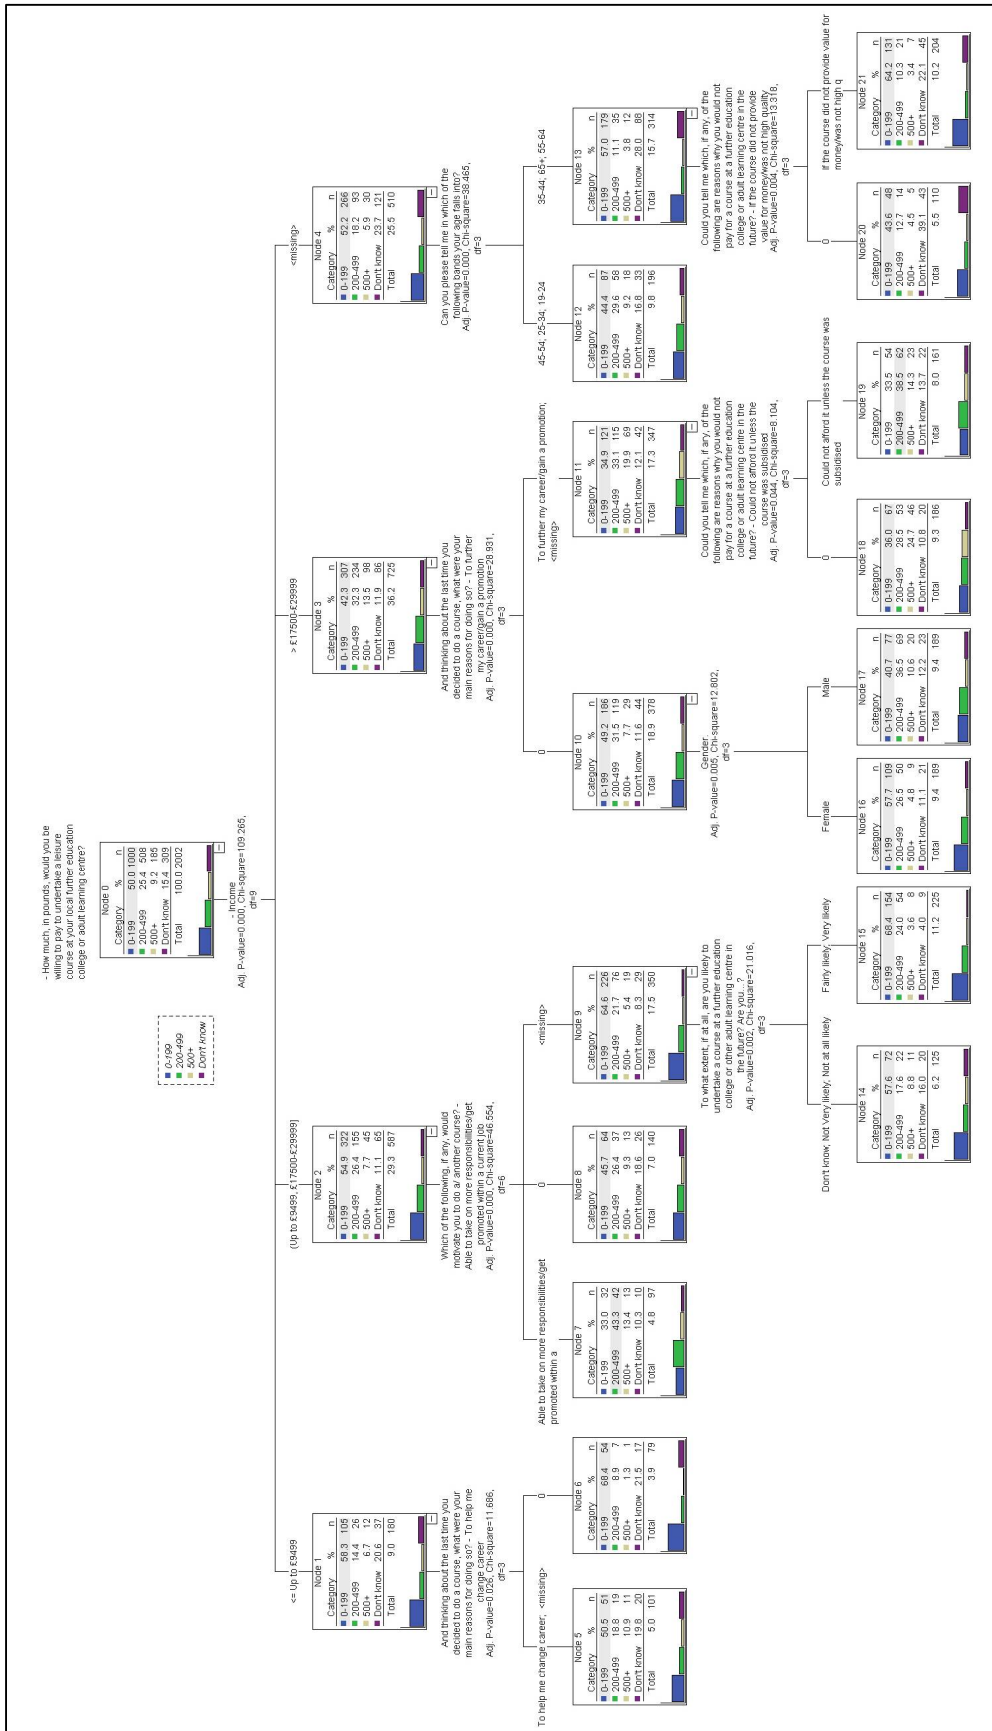 - How much, in pounds, would you be
willing to pay to undertake a leisure
course at your local further education
college or adult learning centre?
0-199
200-499
500+
Don't know
Node 0
Category % n
0-199 50.0 1000
200-499 25.4 508
500+ 9.2 185
Don't know 15.4 309
Total 100.0 2002
- Income
Adj. P-value=0.000, Chi-square=109.265,
df=9
<= Up to £9499
Node 1
Category % n
0-199 58.3 105
200-499 14.4 26
500+ 6.7 12
Don't know 20.6 37
Total 9.0 180
And thinking about the last time you
decided to do a course, what were your
main reasons for doing so? - To help me
change career
Adj. P-value=0.026, Chi-square=11.686,
df=3
(Up to £9499, £17500-£29999]
Node 2
Category % n
0-199 54.9 322
200-499 26.4 155
500+ 7.7 45
Don't know 11.1 65
Total 29.3 587
Which of the following, if any, would
motivate you to do a/ another course? -
Able to take on more responsibilities/get
promoted within a current job
Adj. P-value=0.000, Chi-square=46.554,
df=6
> £17500-£29999
Node 3
Category % n
0-199 42.3 307
200-499 32.3 234
500+ 13.5 98
Don't know 11.9 86
Total 36.2 725
And thinking about the last time you
decided to do a course, what were your
main reasons for doing so? - To further
my career/gain a promotion
Adj. P-value=0.000, Chi-square=28.931,
df=3
<missing>
Node 4
Category % n
0-199 52.2 266
200-499 18.2 93
500+ 5.9 30
Don't know 23.7 121
Total 25.5 510
Can you please tell me in which of the
following bands your age falls into?
Adj. P-value=0.000, Chi-square=38.465,
df=3
To help me change career; <missing>
Node 5
Category % n
0-199 50.5 51
200-499 18.8 19
500+ 10.9 11
Don't know 19.8 20
Total 5.0 101
0
Node 6
Category % n
0-199 68.4 54
200-499 8.9 7
500+ 1.3 1
Don't know 21.5 17
Total 3.9 79
Able to take on more responsibilities/get
promoted within a
Node 7
Category % n
0-199 33.0 32
200-499 43.3 42
500+ 13.4 13
Don't know 10.3 10
Total 4.8 97
0
Node 8
Category % n
0-199 45.7 64
200-499 26.4 37
500+ 9.3 13
Don't know 18.6 26
Total 7.0 140
<missing>
Node 9
Category % n
0-199 64.6 226
200-499 21.7 76
500+ 5.4 19
Don't know 8.3 29
Total 17.5 350
To what extent, if at all, are you likely to
undertake a course at a further education
college or other adult learning centre in
the future? Are you...?
Adj. P-value=0.002, Chi-square=21.016,
df=3
0
Node 10
Category % n
0-199 49.2 186
200-499 31.5 119
500+ 7.7 29
Don't know 11.6 44
Total 18.9 378
Gender
Adj. P-value=0.005, Chi-square=12.802,
df=3
To further my career/gain a promotion;
<missing>
Node 11
Category % n
0-199 34.9 121
200-499 33.1 115
500+ 19.9 69
Don't know 12.1 42
Total 17.3 347
Could you tell me which, if any, of the
following are reasons why you would not
pay for a course at a further education
college or adult learning centre in the
future? - Could not afford it unless the
course was subsidised
Adj. P-value=0.044, Chi-square=8.104,
df=3
45-54; 25-34; 19-24
Node 12
Category % n
0-199 44.4 87
200-499 29.6 58
500+ 9.2 18
Don't know 16.8 33
Total 9.8 196
35-44; 65+; 55-64
Node 13
Category % n
0-199 57.0 179
200-499 11.1 35
500+ 3.8 12
Don't know 28.0 88
Total 15.7 314
Could you tell me which, if any, of the
following are reasons why you would not
pay for a course at a further education
college or adult learning centre in the
future? - If the course did not provide
value for money/was not high quality
Adj. P-value=0.004, Chi-square=13.318,
df=3
Don't know; Not Very likely; Not at all likely
Node 14
Category % n
0-199 57.6 72
200-499 17.6 22
500+ 8.8 11
Don't know 16.0 20
Total 6.2 125
Fairly likely; Very likely
Node 15
Category % n
0-199 68.4 154
200-499 24.0 54
500+ 3.6 8
Don't know 4.0 9
Total 11.2 225
Female
Node 16
Category % n
0-199 57.7 109
200-499 26.5 50
500+ 4.8 9
Don't know 11.1 21
Total 9.4 189
Male
Node 17
Category % n
0-199 40.7 77
200-499 36.5 69
500+ 10.6 20
Don't know 12.2 23
Total 9.4 189
0
Node 18
Category % n
0-199 36.0 67
200-499 28.5 53
500+ 24.7 46
Don't know 10.8 20
Total 9.3 186
Could not afford it unless the course was
subsidised
Node 19
Category % n
0-199 33.5 54
200-499 38.5 62
500+ 14.3 23
Don't know 13.7 22
Total 8.0 161
0
Node 20
Category % n
0-199 43.6 48
200-499 12.7 14
500+ 4.5 5
Don't know 39.1 43
Total 5.5 110
If the course did not provide value for
money/was not high q
Node 21
Category % n
0-199 64.2 131
200-499 10.3 21
500+ 3.4 7
Don't know 22.1 45
Total 10.2 204